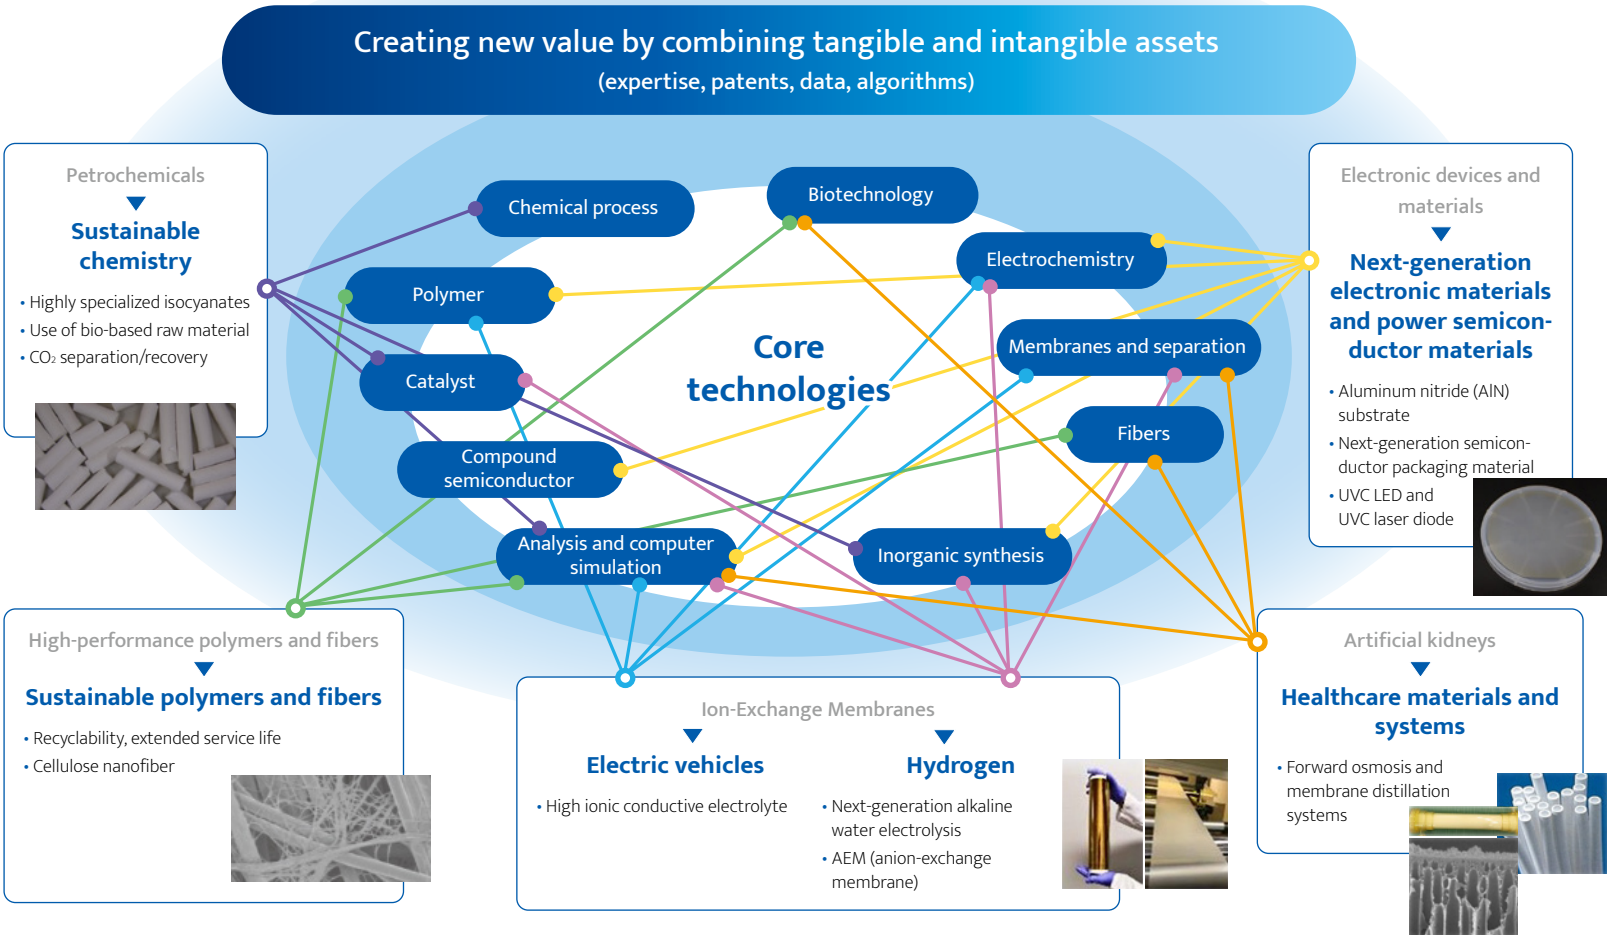 Creating new value by combining tangible and intangible assets
(expertise, patents, data, algorithms)
Petrochemicals
Sustainable
chemistry
• Highly specialized isocyanates
• Use of bio-based raw material
• CO₂ separation/recovery
Chemical process
Biotechnology
Electrochemistry
Polymer
Membranes and separation
Catalyst
Fibers
Compound
semiconductor
Analysis and computer
simulation
Inorganic synthesis
Core
technologies
Electronic devices and
materials
Next-generation
electronic materials
and power semicon-
ductor materials
• Aluminum nitride (AlN)
substrate
• Next-generation semicon-
ductor packaging material
• UVC LED and
UVC laser diode
High-performance polymers and fibers
Sustainable polymers and fibers
• Recyclability, extended service life
• Cellulose nanofiber
Ion-Exchange Membranes
Electric vehicles
• High ionic conductive electrolyte
Hydrogen
• Next-generation alkaline
water electrolysis
• AEM (anion-exchange
membrane)
Artificial kidneys
Healthcare materials and
systems
• Forward osmosis and
membrane distillation
systems